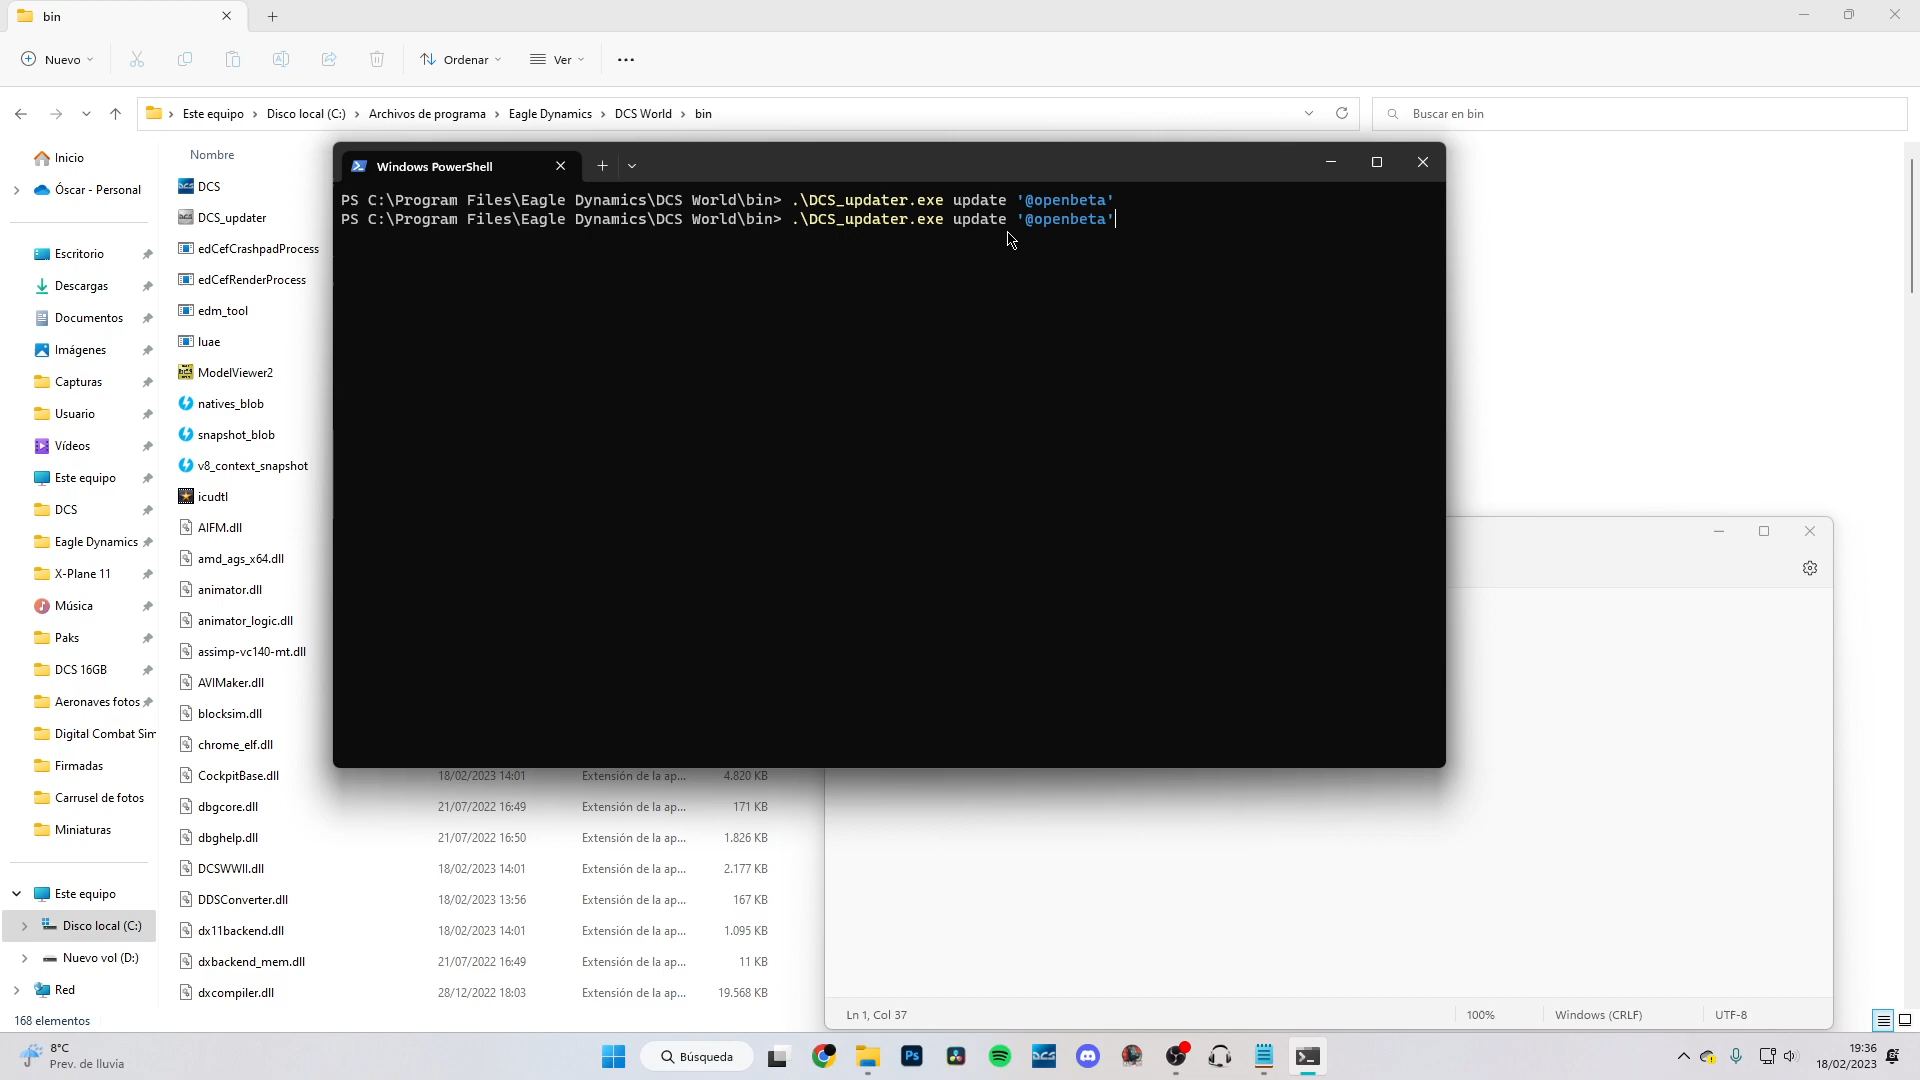 bin
Nuevo
Ordenar
Ver
Este equipo
Disco local (C:)
Archivos de programa
Eagle Dynamics
DCS World
bin
Buscar en bin
Inicio
Óscar - Personal
Escritorio
Descargas
Documentos
Imágenes
Capturas
Usuario
Vídeos
Este equipo
DCS
Eagle Dynamics
X-Plane 11
Música
Paks
DCS 16GB
Aeronaves fotos
Digital Combat Sim
Firmadas
Carrusel de fotos
Miniaturas
Este equipo
Disco local (C:)
Nuevo vol (D:)
Red
168 elementos
Nombre
DCS
DCS_updater
edCefCrashpadProcess
edCefRenderProcess
edm_tool
luae
ModelViewer2
natives_blob
snapshot_blob
v8_context_snapshot
icudtl
AIFM.dll
amd_ags_x64.dll
animator.dll
animator_logic.dll
assimp-vc140-mt.dll
AVIMaker.dll
blocksim.dll
chrome_elf.dll
CockpitBase.dll 18/02/2023 14:01 Extensión de la ap... 4.820 KB
dbgcore.dll 21/07/2022 16:49 Extensión de la ap... 171 KB
dbghelp.dll 21/07/2022 16:50 Extensión de la ap... 1.826 KB
DCSWWII.dll 18/02/2023 14:01 Extensión de la ap... 2.177 KB
DDSConverter.dll 18/02/2023 13:56 Extensión de la ap... 167 KB
dx11backend.dll 18/02/2023 14:01 Extensión de la ap... 1.095 KB
dxbackend_mem.dll 21/07/2022 16:49 Extensión de la ap... 11 KB
dxcompiler.dll 28/12/2022 18:03 Extensión de la ap... 19.568 KB
Windows PowerShell
PS C:\Program Files\Eagle Dynamics\DCS World\bin> .\DCS_updater.exe update '@openbeta'
PS C:\Program Files\Eagle Dynamics\DCS World\bin> .\DCS_updater.exe update '@openbeta'
Ln 1, Col 37
100%
Windows (CRLF)
UTF-8
8°C
Prev. de lluvia
Búsqueda
Ps
DCS
19:36
18/02/2023